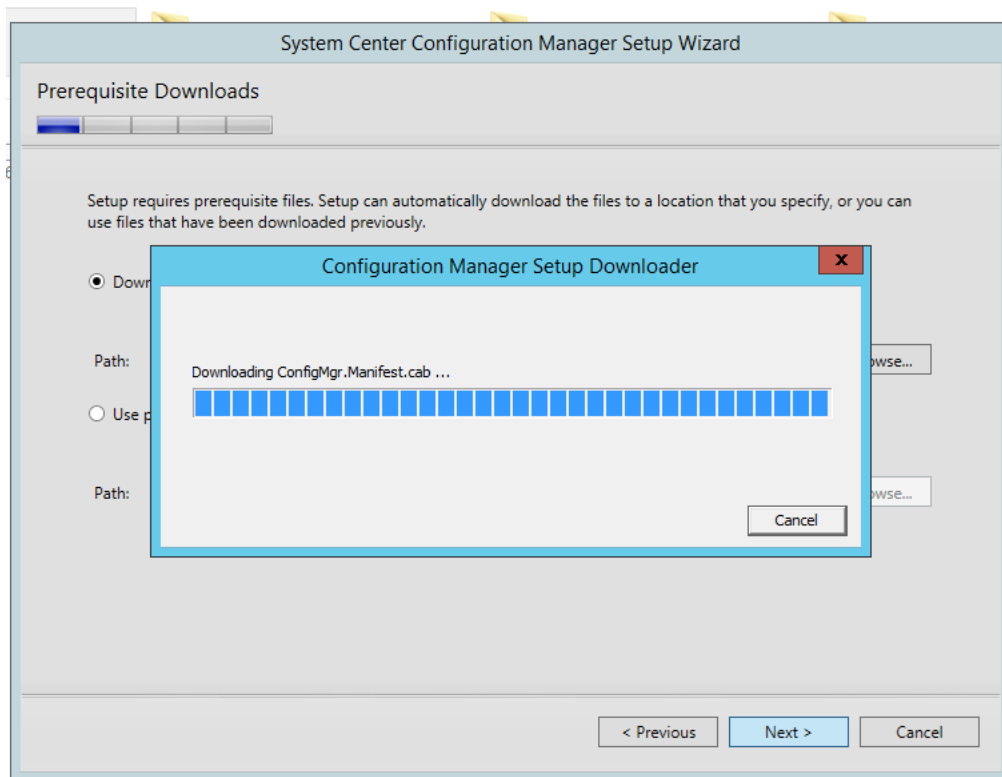 System Center Configuration Manager Setup Wizard
Prerequisite Downloads
Setup requires prerequisite files. Setup can automatically download the files to a location that you specify, or you can
use files that have been downloaded previously.
Configuration Manager Setup Downloader
x
Downloading ConfigMgr.Manifest.cab ...
Path:
Use
Path:
Cancel
< Previous
Next >
Cancel